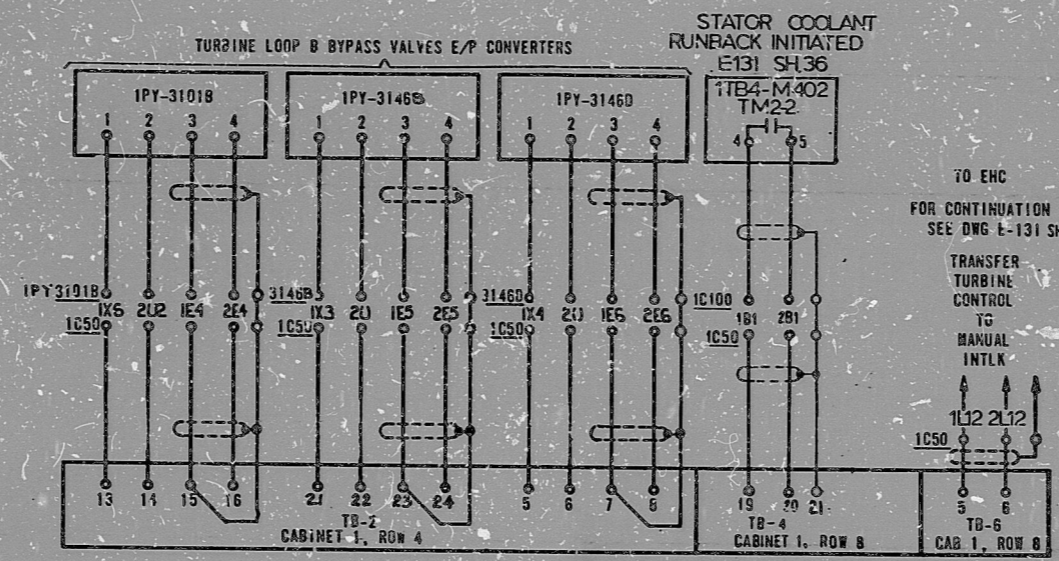 STATOR COOLANT
RUNBACK INITIATED
E131 SH.36
TURBINE LOOP B BYPASS VALVES E/P CONVERTERS
1PY-3101B
1 2 3 4
1PY-3146B
1 2 3 4
1PY-3146D
1 2 3 4
1TB4-M402
TM2-2
4 5
TO EHC
FOR CONTINUATION
SEE DWG E-131 SH
TRANSFER
TURBINE
CONTROL
TO
MANUAL
INTLK
1PY3101B
1X5 2U2 1E4 2E4
1C50
3146B
1X3 2U 1E5 2E5
1C50
3146D
1X4 2U 1E6 2E6
1C50
1C100
1B1 2B1
1C50
1L12 2L12
1C50
13 14 15 16 21 22 23 24 5 6 7 8
TB-2
CABINET 1, ROW 4
19 20 21
TB-4
CABINET 1, ROW 8
5 6
TB-6
CAB 1, ROW 8